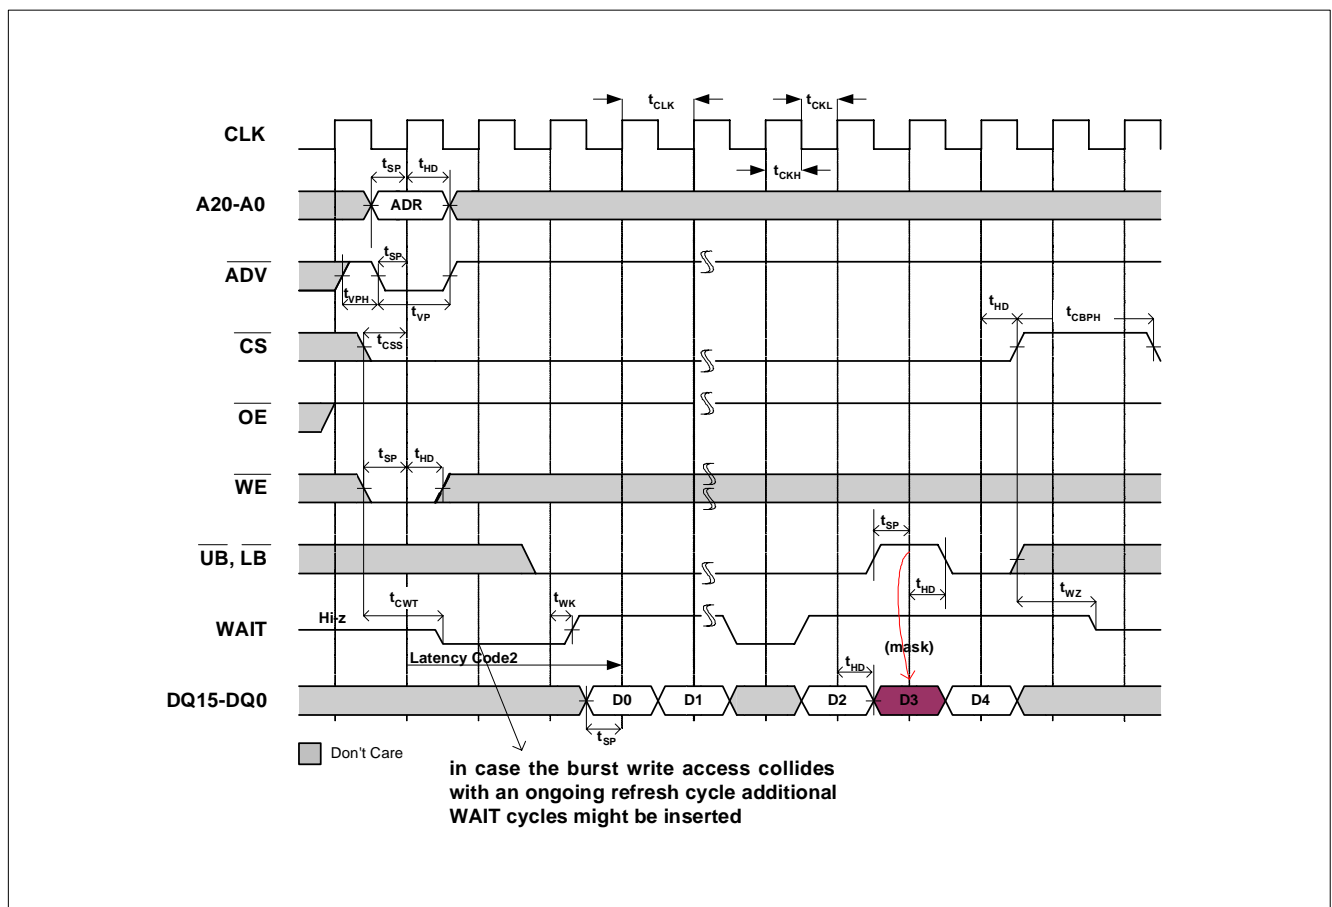 tCLK
tCKL
CLK
tSP
tHD
tCKH
A20-A0
ADR
tSP
ADV
tVPH
tVP
tHD
tCBPH
CS
tCSS
OE
tSP
tHD
WE
tSP
UB, LB
tCWT
tWK
tHD
tWZ
Hi-z
WAIT
(mask)
Latency Code2
tHD
DQ15-DQ0
D0
D1
D2
D3
D4
tSP
Don't Care
in case the burst write access collides
with an ongoing refresh cycle additional
WAIT cycles might be inserted